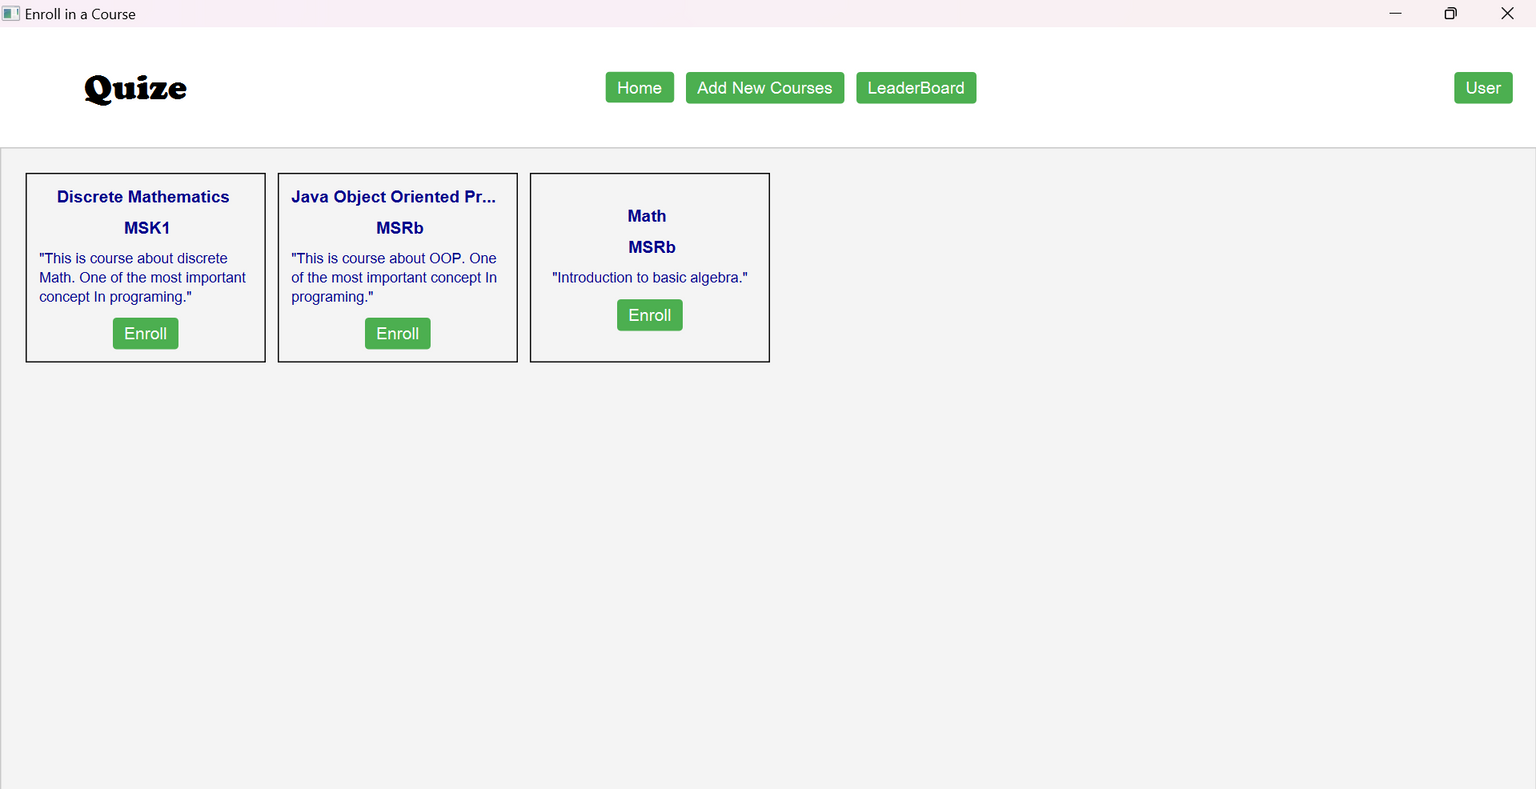 Enroll in a Course
Quize
Home
Add New Courses
LeaderBoard
User
Discrete Mathematics
MSK1
"This is course about discrete
Math. One of the most important
concept In programing."
Enroll
Java Object Oriented Pr...
MSRb
"This is course about OOP. One
of the most important concept In
programing."
Enroll
Math
MSRb
"Introduction to basic algebra."
Enroll